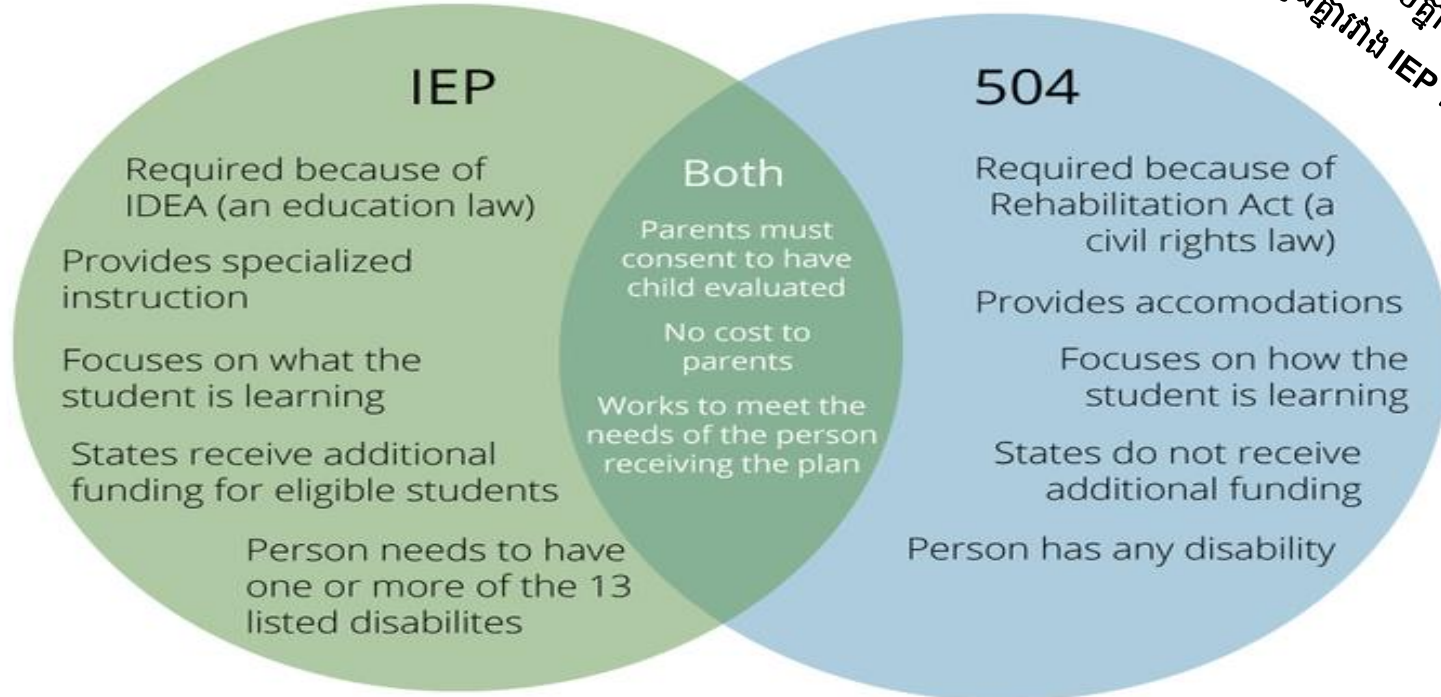 IEP
Required because of
IDEA (an education law)
Provides specialized
instruction
Focuses on what the
student is learning
States receive additional
funding for eligible students
Person needs to have
one or more of the 13
listed disabilites
Both
Parents must
consent to have
child evaluated
No cost to
parents
Works to meet the
needs of the person
receiving the plan
504
Required because of
Rehabilitation Act (a
civil rights law)
Provides accomodations
Focuses on how the
student is learning
States do not receive
additional funding
Person has any disability
IEP